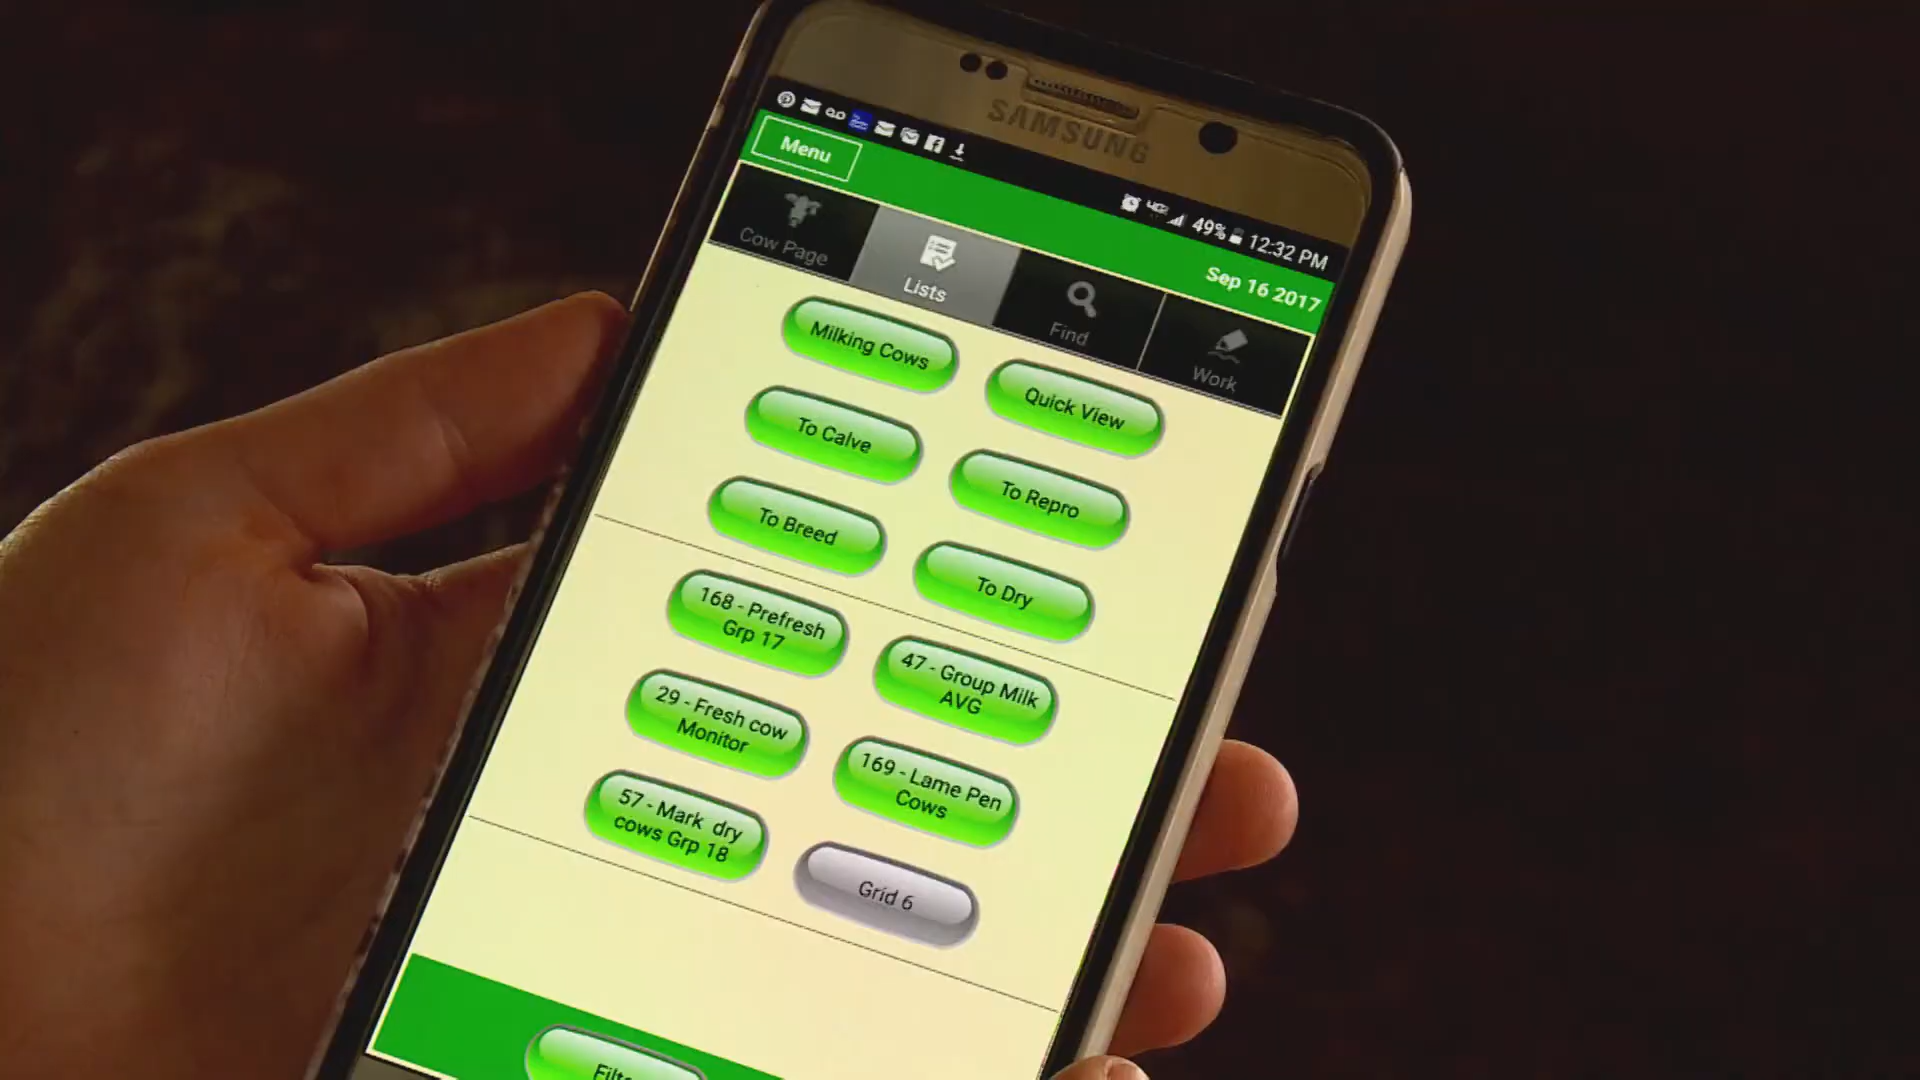 SAMSUNG
49% 12:32 PM
Menu
Sep 16 2017
Cow Page
Lists
Find
Work
Milking Cows
Quick View
To Calve
To Repro
To Breed
To Dry
168 - Prefresh
Grp 17
47 - Group Milk
AVG
29 - Fresh cow
Monitor
169 - Lame Pen
Cows
57 - Mark dry
cows Grp 18
Grid 6